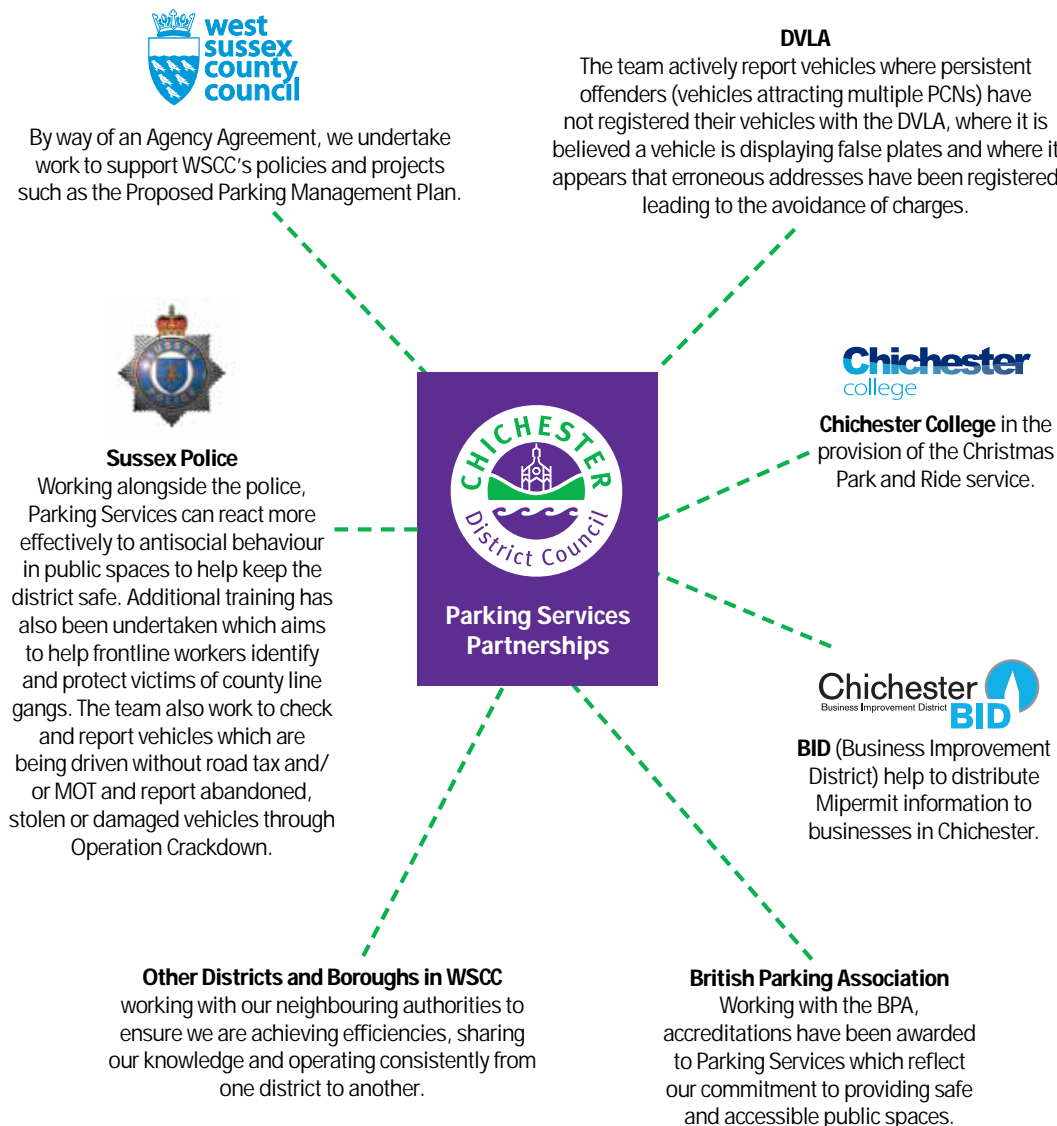 west
sussex
county
council
By way of an Agency Agreement, we undertake
work to support WSCC's policies and projects
such as the Proposed Parking Management Plan.
DVLA
The team actively report vehicles where persistent
offenders (vehicles attracting multiple PCNs) have
not registered their vehicles with the DVLA, where it is
believed a vehicle is displaying false plates and where it
appears that erroneous addresses have been registered
leading to the avoidance of charges.
SUSSEX
POLICE
Sussex Police
Working alongside the police,
Parking Services can react more
effectively to antisocial behaviour
in public spaces to help keep the
district safe. Additional training has
also been undertaken which aims
to help frontline workers identify
and protect victims of county line
gangs. The team also work to check
and report vehicles which are
being driven without road tax and/
or MOT and report abandoned,
stolen or damaged vehicles through
Operation Crackdown.
CHICHESTER
District Council
Parking Services
Partnerships
Chichester
college
Chichester College in the
provision of the Christmas
Park and Ride service.
Chichester
Business Improvement District
BID
BID (Business Improvement
District) help to distribute
Mipermit information to
businesses in Chichester.
Other Districts and Boroughs in WSCC
working with our neighbouring authorities to
ensure we are achieving efficiencies, sharing
our knowledge and operating consistently from
one district to another.
British Parking Association
Working with the BPA,
accreditations have been awarded
to Parking Services which reflect
our commitment to providing safe
and accessible public spaces.